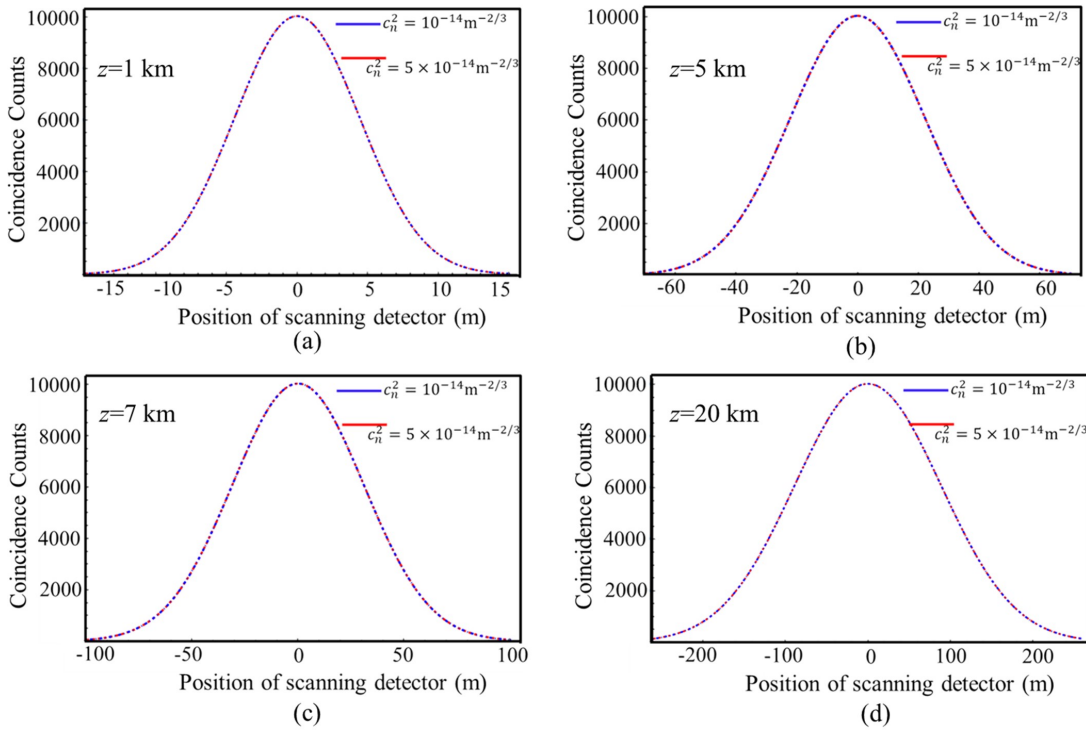 10000
8000
6000
4000
2000
Coincidence Counts
z=1 km
c_n^2 = 10^{-14}m^{-2/3}
c_n^2 = 5 × 10^{-14}m^{-2/3}
-15 -10 -5 0 5 10 15
Position of scanning detector (m)
(a)
10000
8000
6000
4000
2000
Coincidence Counts
z=5 km
c_n^2 = 10^{-14}m^{-2/3}
c_n^2 = 5 × 10^{-14}m^{-2/3}
-60 -40 -20 0 20 40 60
Position of scanning detector (m)
(b)
10000
8000
6000
4000
2000
Coincidence Counts
z=7 km
c_n^2 = 10^{-14}m^{-2/3}
c_n^2 = 5 × 10^{-14}m^{-2/3}
-100 -50 0 50 100
Position of scanning detector (m)
(c)
10000
8000
6000
4000
2000
Coincidence Counts
z=20 km
c_n^2 = 10^{-14}m^{-2/3}
c_n^2 = 5 × 10^{-14}m^{-2/3}
-200 -100 0 100 200
Position of scanning detector (m)
(d)